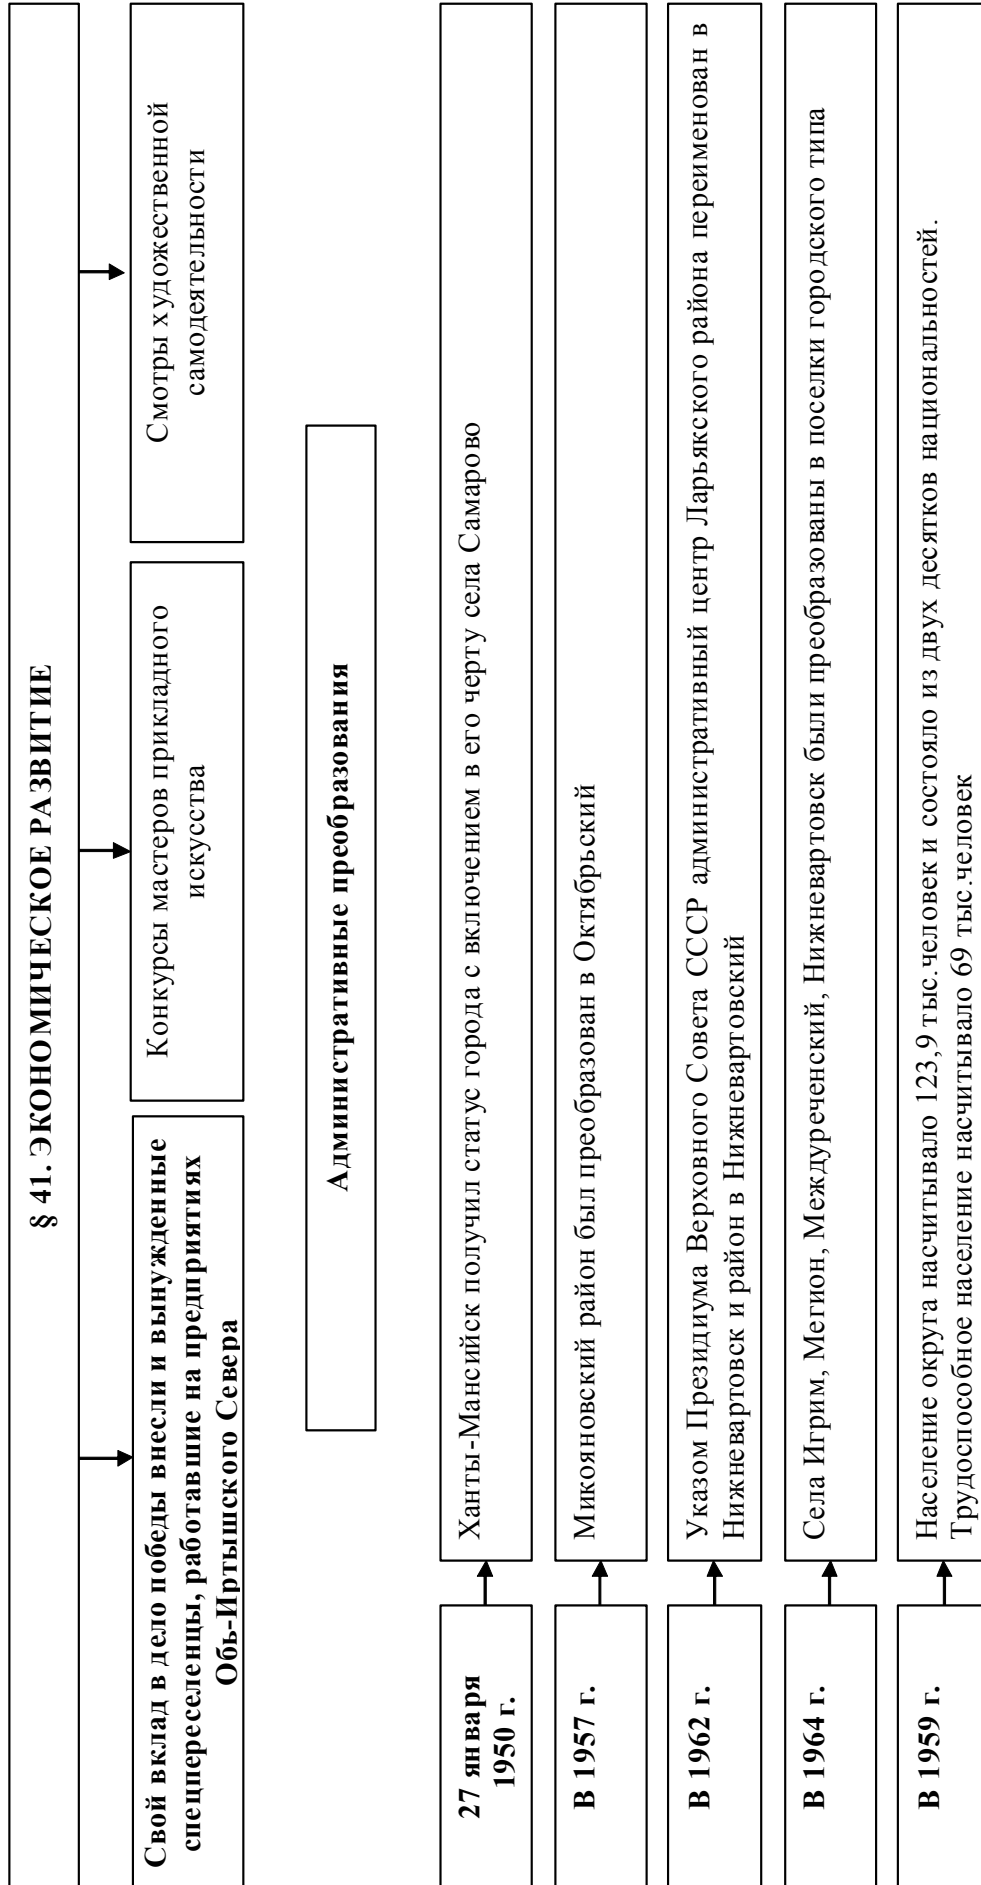 § 41. ЭКОНОМИЧЕСКОЕ РАЗВИТИЕ
Свой вклад в дело победы внесли и вынужденные
спецпереселенцы, работавшие на предприятиях
Обь-Иртышского Севера
Конкурсы мастеров прикладного
искусства
Смотры художественной
самодеятельности
Административные преобразования
27 января
1950 г.
Ханты-Мансийск получил статус города с включением в его черту села Самарово
В 1957 г.
Микояновский район был преобразован в Октябрьский
В 1962 г.
Указом Президиума Верховного Совета СССР административный центр Ларьякского района переименован в
Нижневартовск и район в Нижневартовский
В 1964 г.
Села Игрим, Мегион, Междуреченский, Нижневартовск были преобразованы в поселки городского типа
В 1959 г.
Население округа насчитывало 123,9 тыс.человек и состояло из двух десятков национальностей.
Трудоспособное население насчитывало 69 тыс.человек